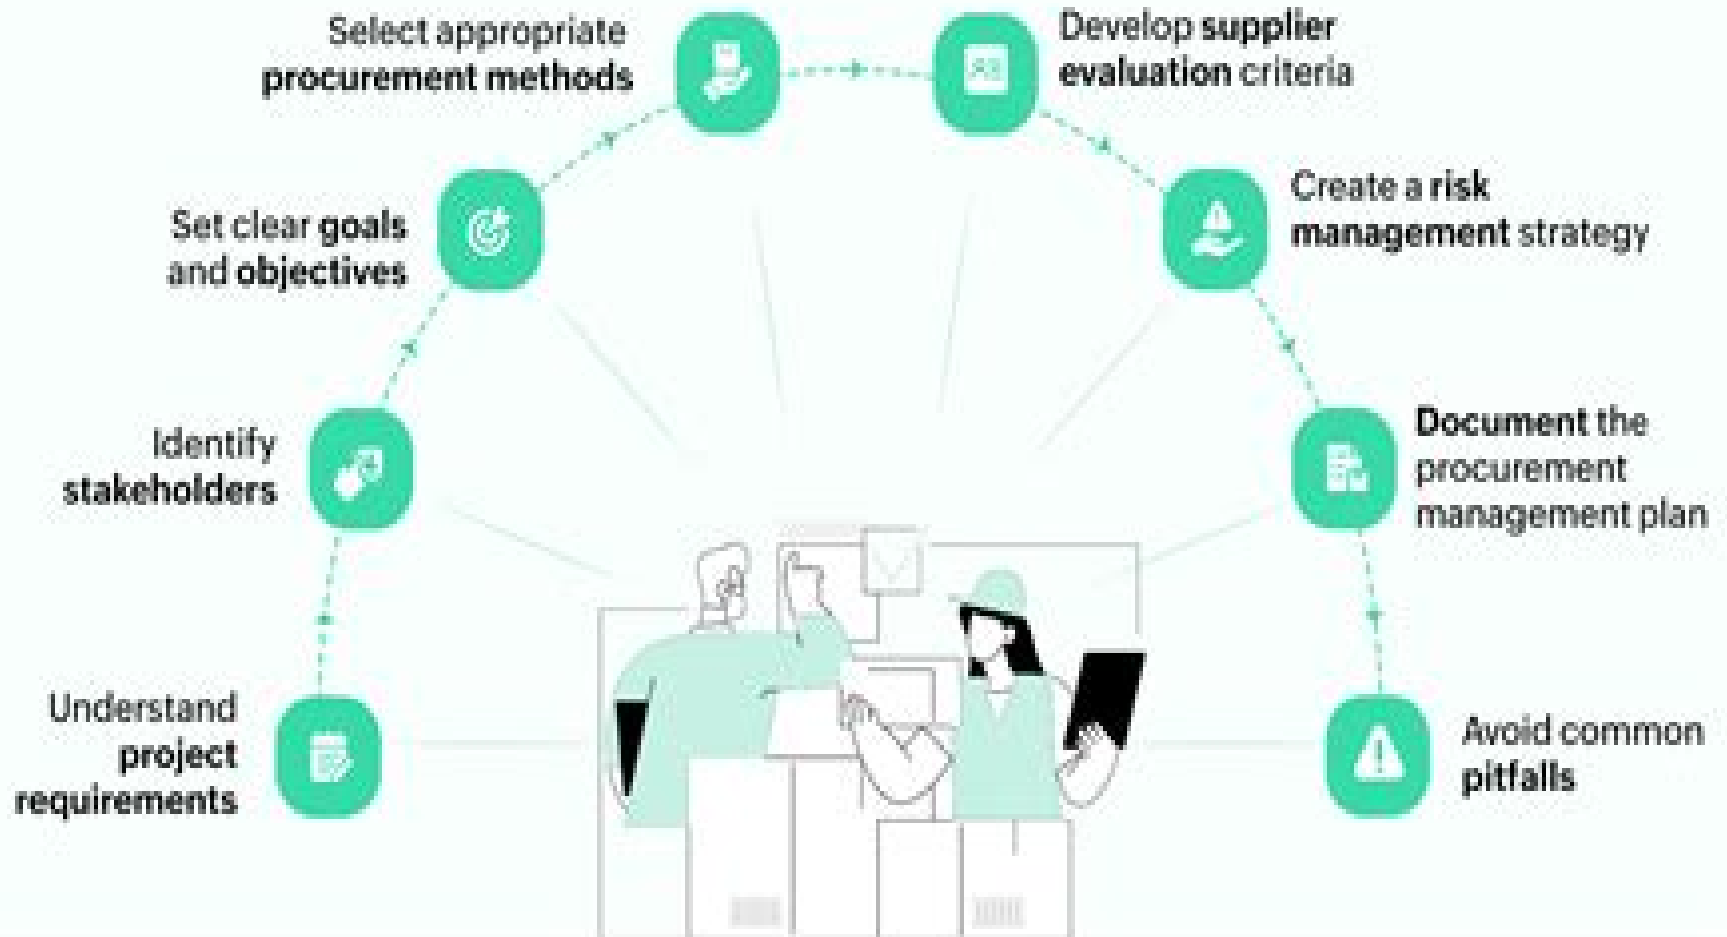 Understand
project
requirements
Identify
stakeholders
Set clear goals
and objectives
Select appropriate
procurement methods
Develop supplier
evaluation criteria
Create a risk
management strategy
Document the
procurement
management plan
Avoid common
pitfalls